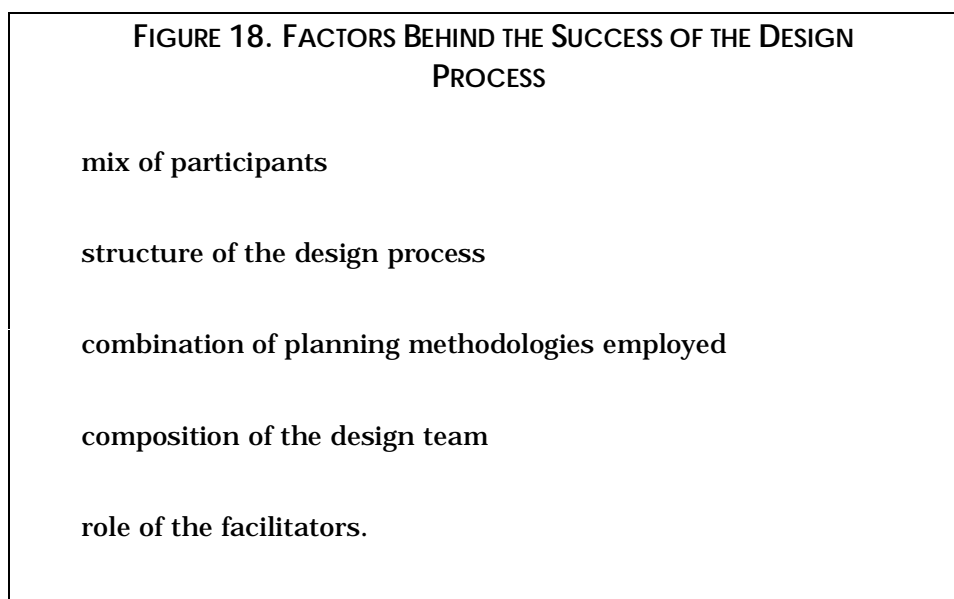 FIGURE 18. FACTORS BEHIND THE SUCCESS OF THE DESIGN
PROCESS
mix of participants
structure of the design process
combination of planning methodologies employed
composition of the design team
role of the facilitators.